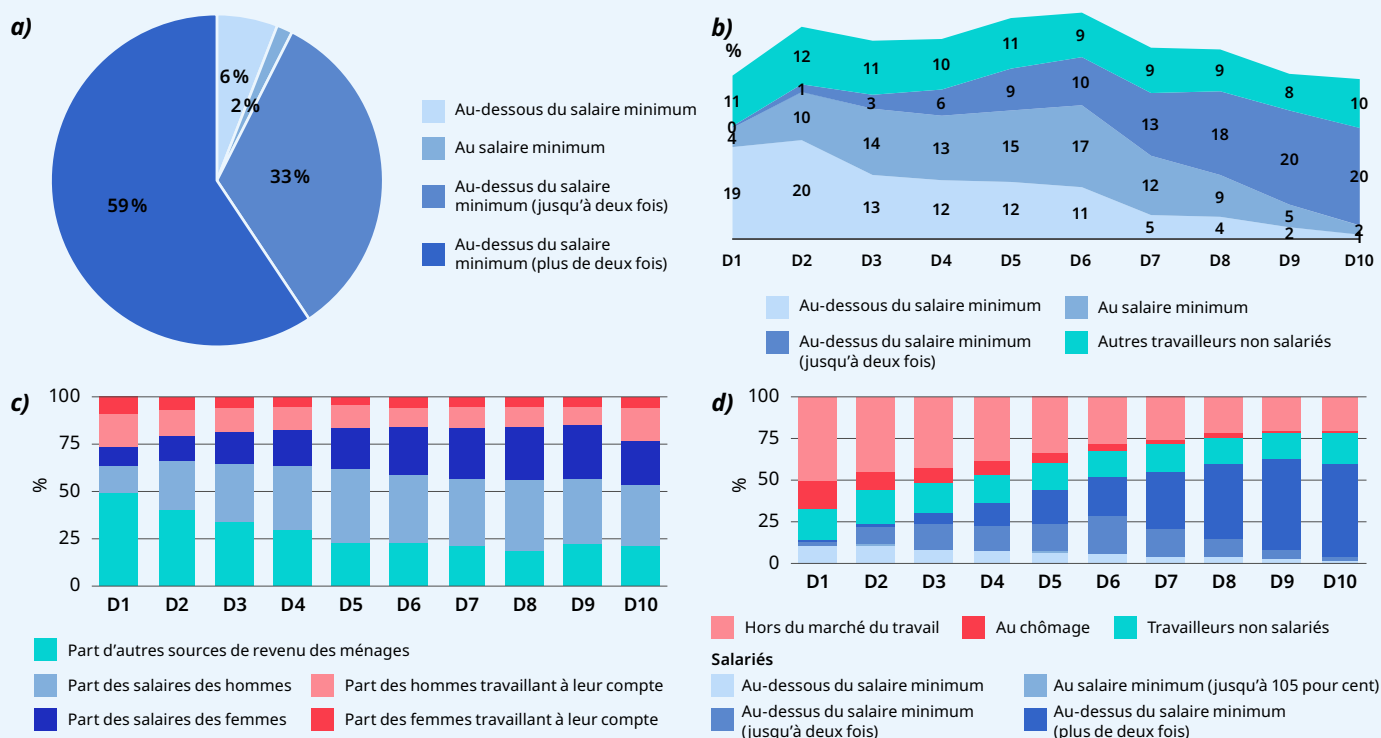 a)
6 %
2 %
33 %
59 %
Au-dessous du salaire minimum
Au salaire minimum
Au-dessus du salaire
minimum (jusqu'à deux fois)
Au-dessus du salaire
minimum (plus de deux fois)
b)
%
11 12 11 10 11 9 9 9 8 10
0 1 3 6 9 10 13 18 20 20
4 10 14 13 15 17 12 9 5 2
19 20 13 12 12 11 5 4 2
D1 D2 D3 D4 D5 D6 D7 D8 D9 D10
Au-dessous du salaire minimum
Au salaire minimum
Au-dessus du salaire minimum
(jusqu'à deux fois)
Autres travailleurs non salariés
c)
%
100
75
50
25
0
D1 D2 D3 D4 D5 D6 D7 D8 D9 D10
Part d'autres sources de revenu des ménages
Part des salaires des hommes
Part des hommes travaillant à leur compte
Part des salaires des femmes
Part des femmes travaillant à leur compte
d)
%
100
75
50
25
0
D1 D2 D3 D4 D5 D6 D7 D8 D9 D10
Hors du marché du travail
Au chômage
Travailleurs non salariés
Salariés
Au-dessous du salaire minimum
Au salaire minimum (jusqu'à 105 pour cent)
Au-dessus du salaire minimum
(jusqu'à deux fois)
Au-dessus du salaire minimum
(plus de deux fois)